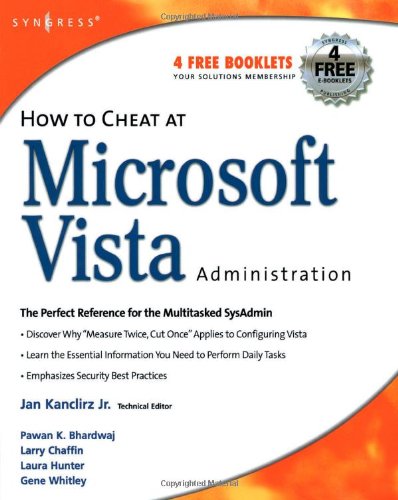 SYNGRESS®
4 FREE BOOKLETS
YOUR SOLUTIONS MEMBERSHIP
SYNGRESS
4
FREE
E-BOOKLETS
PUBLISHING
HOW TO CHEAT AT
Microsoft
Vista
Administration
The Perfect Reference for the Multitasked SysAdmin
• Discover Why "Measure Twice, Cut Once" Applies to Configuring Vista
• Learn the Essential Information You Need to Perform Daily Tasks
• Emphasizes Security Best Practices
Jan Kanclirz Jr. Technical Editor
Pawan K. Bhardwaj
Larry Chaffin
Laura Hunter
Gene Whitley